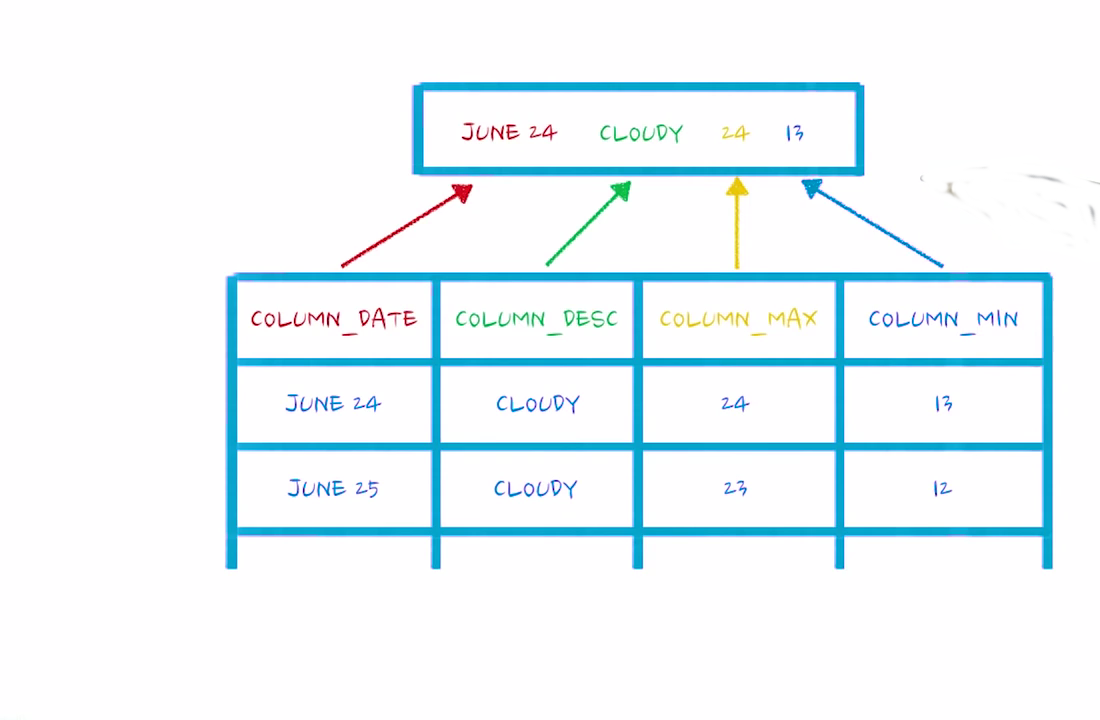 JUNE 24 CLOUDY 24 13
COLUMN_DATE COLUMN_DESC COLUMN_MAX COLUMN_MIN
JUNE 24 CLOUDY 24 13
JUNE 25 CLOUDY 23 12